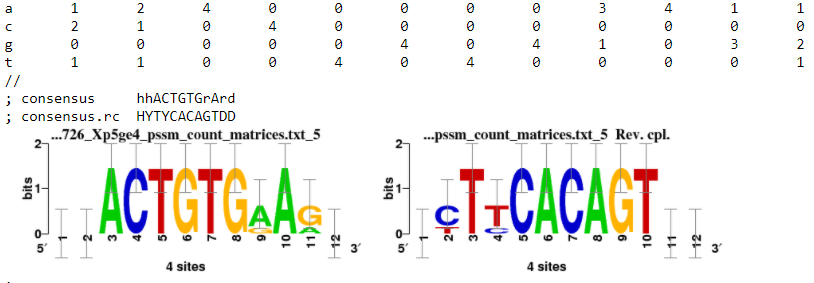 a 1 2 4 0 0 0 0 0 3 4 1 1
c 2 1 0 4 0 0 0 0 0 0 0 0
g 0 0 0 0 0 4 0 4 1 0 3 2
t 1 1 0 0 4 0 4 0 0 0 0 1
//
; consensus hhACTGTGrArd
; consensus.rc HYTYCACAGTDD
...726_Xp5ge4_pssm_count_matrices.txt_5
2
bits
1
0
ACTGTGAAG
GA
5′ 1 2 3 4 5 6 7 8 9 10 11 12 3′
4 sites
...pssm_count_matrices.txt_5 Rev. cpl.
2
bits
1
0
CTTCACAGT
TC
5′ 1 2 3 4 5 6 7 8 9 10 11 12 3′
4 sites